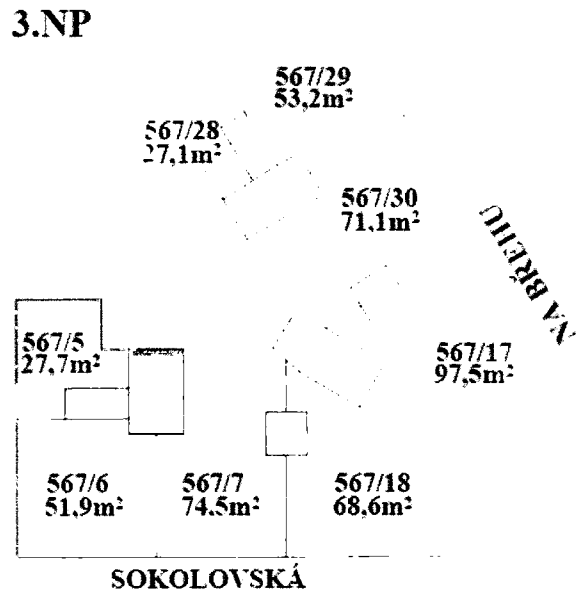 3.NP
567/29
53,2m²
567/28
27,1m²
567/30
71,1m²
NA BŘEHU
567/5
27,7m²
567/17
97,5m²
567/6
51,9m²
567/7
74,5m²
567/18
68,6m²
SOKOLOVSKÁ